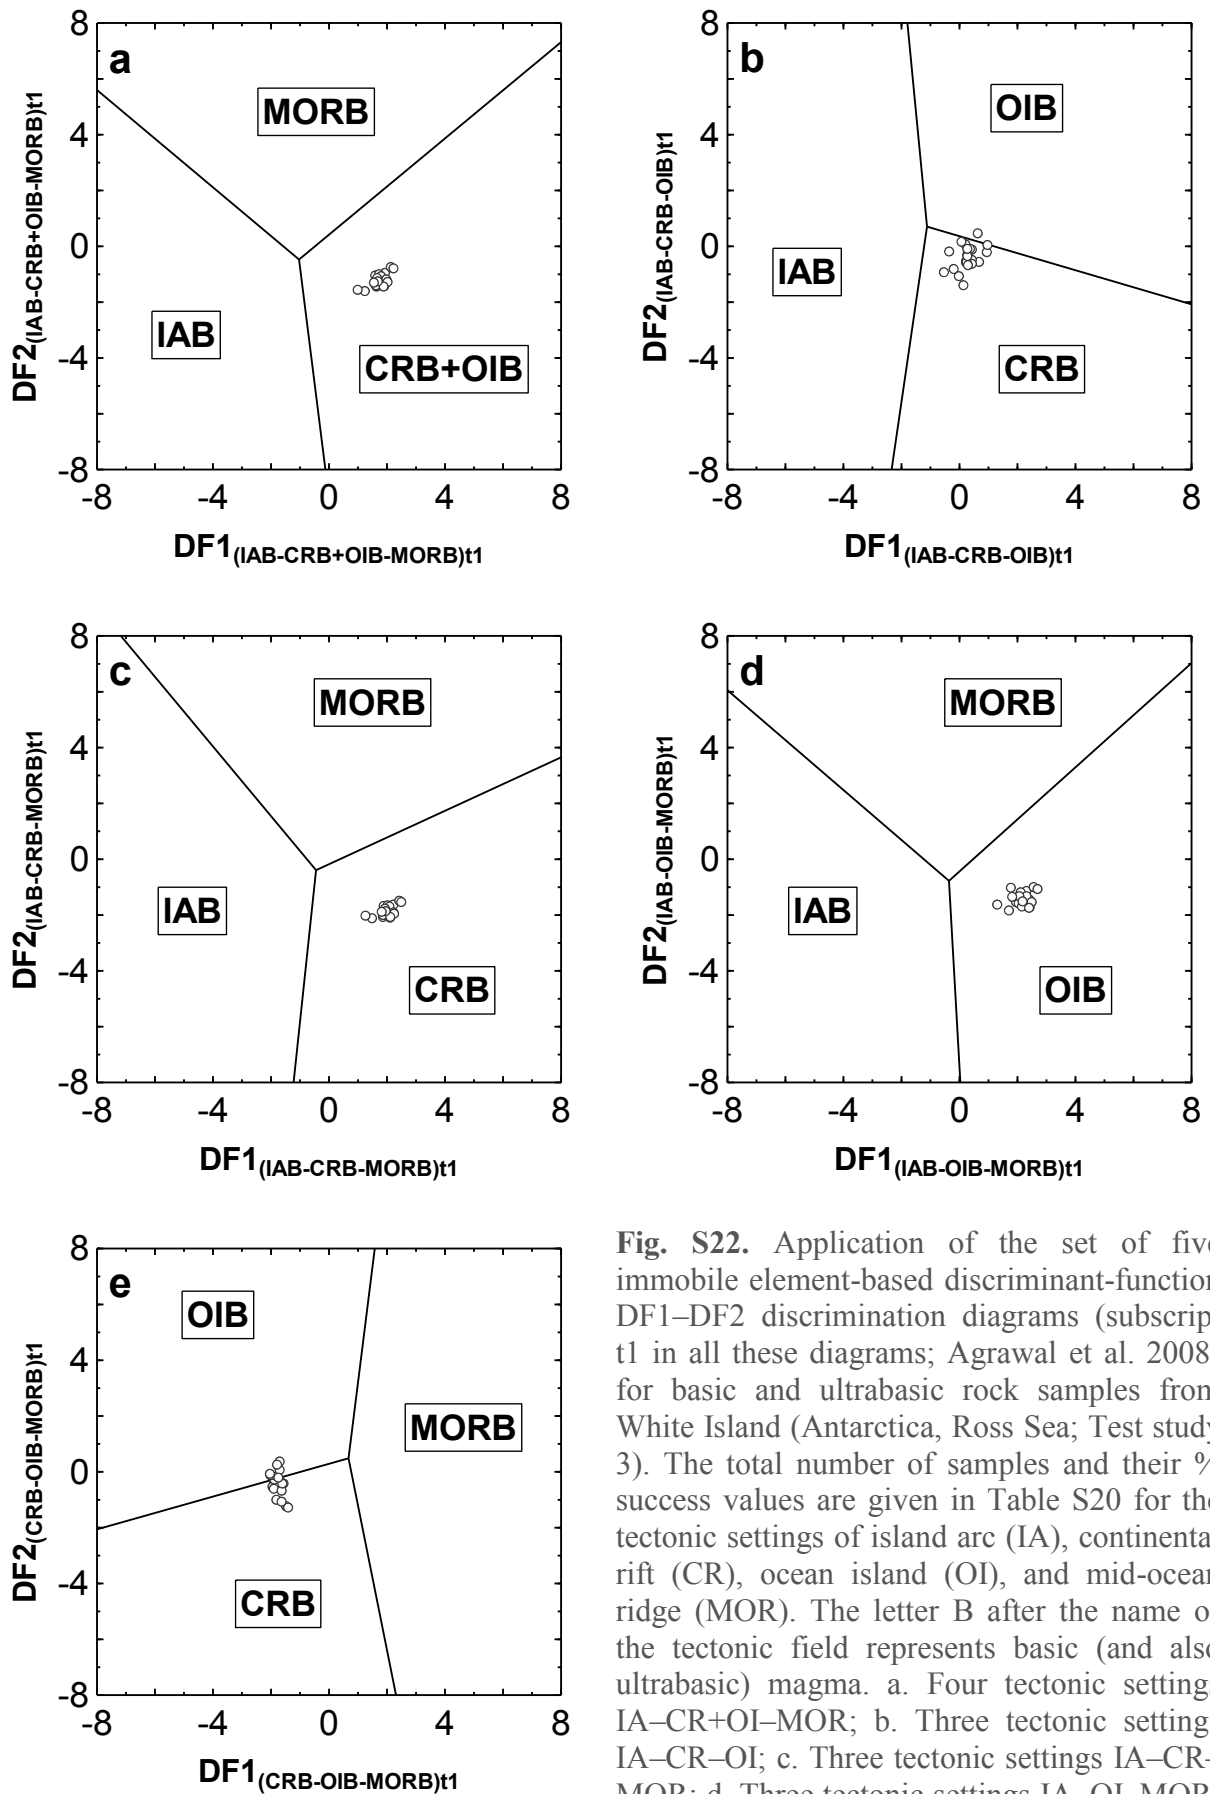 8
4
0
-4
-8
-8
-4
0
4
8
a
MORB
IAB
CRB+OIB
DF2(IAB-CRB+OIB-MORB)t1
DF1(IAB-CRB+OIB-MORB)t1
8
4
0
-4
-8
-8
-4
0
4
8
b
OIB
IAB
CRB
DF2(IAB-CRB-OIB)t1
DF1(IAB-CRB-OIB)t1
8
4
0
-4
-8
-8
-4
0
4
8
c
MORB
IAB
CRB
DF2(IAB-CRB-MORB)t1
DF1(IAB-CRB-MORB)t1
8
4
0
-4
-8
-8
-4
0
4
8
d
MORB
IAB
OIB
DF2(IAB-OIB-MORB)t1
DF1(IAB-OIB-MORB)t1
8
4
0
-4
-8
-8
-4
0
4
8
e
OIB
MORB
CRB
DF2(CRB-OIB-MORB)t1
DF1(CRB-OIB-MORB)t1
Fig. S22. Application of the set of five
immobile element-based discriminant-function
DF1–DF2 discrimination diagrams (subscrip
t1 in all these diagrams; Agrawal et al. 2008
for basic and ultrabasic rock samples from
White Island (Antarctica, Ross Sea; Test study
3). The total number of samples and their %
success values are given in Table S20 for the
tectonic settings of island arc (IA), continenta
rift (CR), ocean island (OI), and mid-ocean
ridge (MOR). The letter B after the name o
the tectonic field represents basic (and also
ultrabasic) magma. a. Four tectonic setting
IA–CR+OI–MOR; b. Three tectonic setting
IA–CR–OI; c. Three tectonic settings IA–CR–
MOR; d. Three tectonic settings IA–OI–MOR